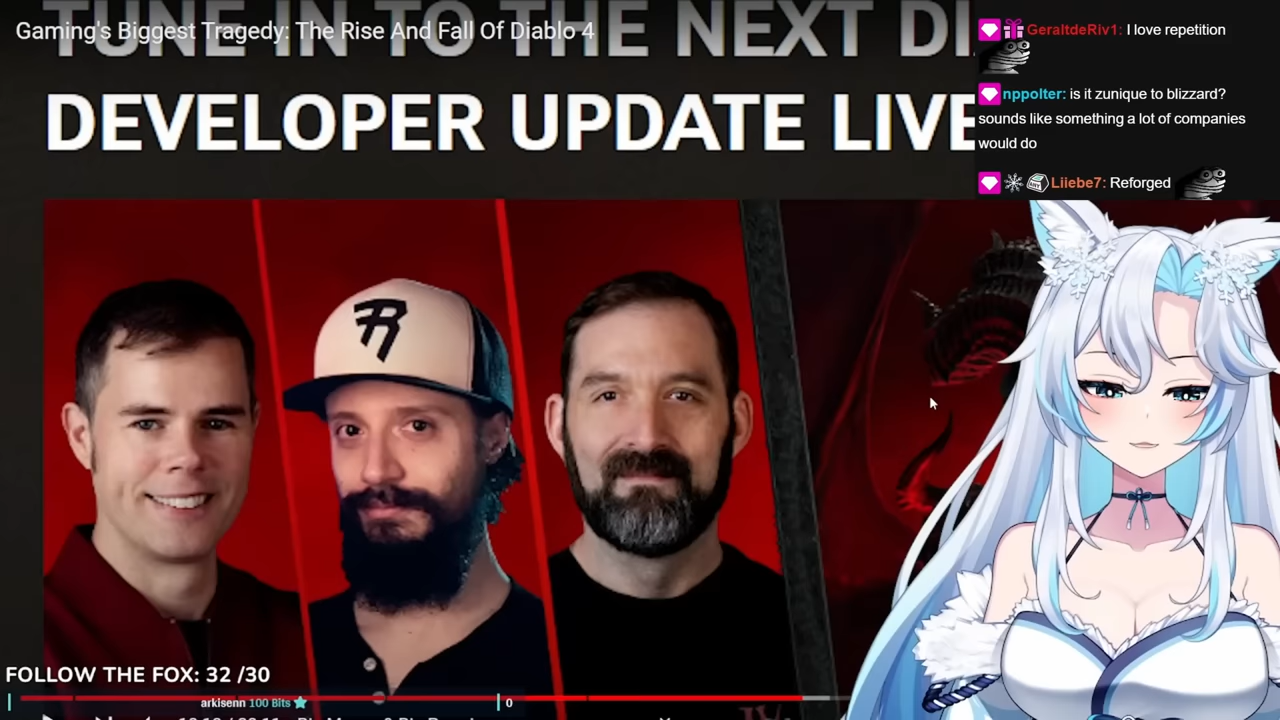 Gaming's Biggest Tragedy: The Rise And Fall Of Diablo 4
TUNE IN TO THE NEXT DI
DEVELOPER UPDATE LIVE
GeraltdeRiv1: I love repetition
nppolter: is it zunique to blizzard?
sounds like something a lot of companies
would do
Liiebe7: Reforged
R
FOLLOW THE FOX: 32 /30
arkisenn 100 Bits
0